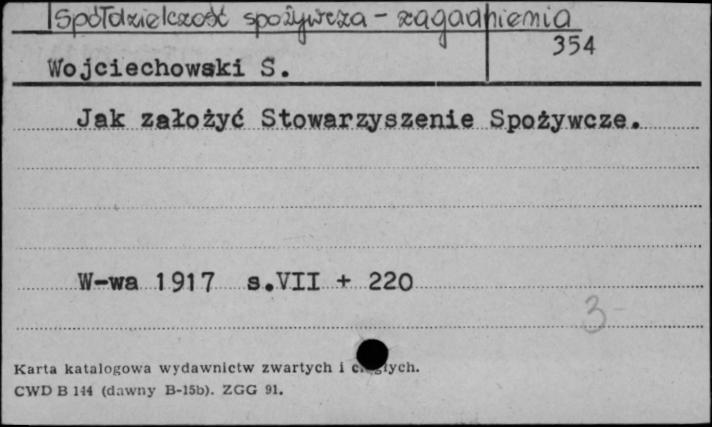 Spółdzielczość spożywcza - zagadnienia
354
Wojciechowski S.
Jak założyć Stowarzyszenie Spożywcze.
W-wa 1917 s.VII + 220
3-
Karta katalogowa wydawnictw zwartych i ciągłych.
CWD B 144 (dawny B-15b). ZGG 91.